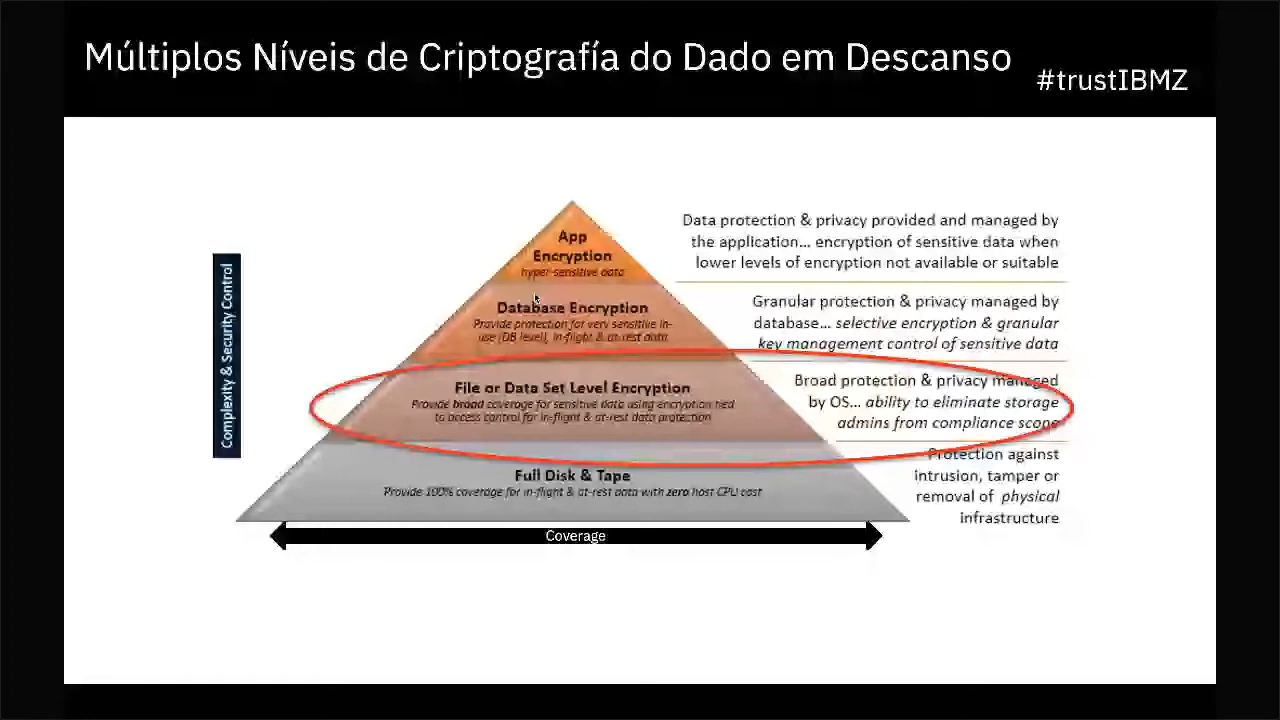 Múltiplos Níveis de Criptografía do Dado em Descanso
#trustIBMZ
Complexity & Security Control
App
Encryption
hyper-sensitive data
Data protection & privacy provided and managed by
the application... encryption of sensitive data when
lower levels of encryption not available or suitable
Database Encryption
Provide protection for very sensitive in-
use (DB level), in-flight & at-rest data
Granular protection & privacy managed by
database... selective encryption & granular
key management control of sensitive data
File or Data Set Level Encryption
Provide broad coverage for sensitive data using encryption tied
to access control for in-flight & at-rest data protection
Broad protection & privacy managed
by OS... ability to eliminate storage
admins from compliance scope
Full Disk & Tape
Provide 100% coverage for in-flight & at-rest data with zero host CPU cost
Protection against
intrusion, tamper or
removal of physical
infrastructure
Coverage